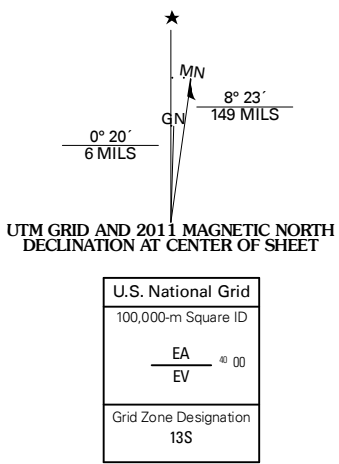 ★
MN
8° 23´
149 MILS
GN
0° 20´
6 MILS
UTM GRID AND 2011 MAGNETIC NORTH
DECLINATION AT CENTER OF SHEET
U.S. National Grid
100,000-m Square ID
EA
40 00
EV
Grid Zone Designation
13S